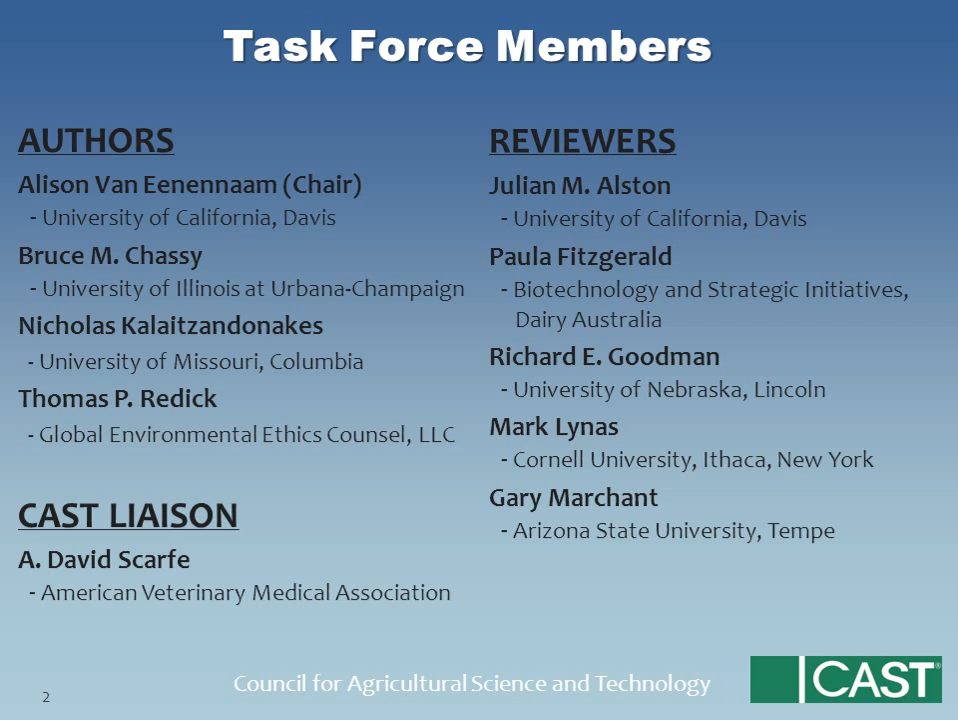 Task Force Members
AUTHORS
Alison Van Eenennaam (Chair)
- University of California, Davis
Bruce M. Chassy
- University of Illinois at Urbana-Champaign
Nicholas Kalaitzandonakes
- University of Missouri, Columbia
Thomas P. Redick
- Global Environmental Ethics Counsel, LLC
CAST LIAISON
A. David Scarfe
- American Veterinary Medical Association
REVIEWERS
Julian M. Alston
- University of California, Davis
Paula Fitzgerald
- Biotechnology and Strategic Initiatives,
Dairy Australia
Richard E. Goodman
- University of Nebraska, Lincoln
Mark Lynas
- Cornell University, Ithaca, New York
Gary Marchant
- Arizona State University, Tempe
2
Council for Agricultural Science and Technology
CAST®